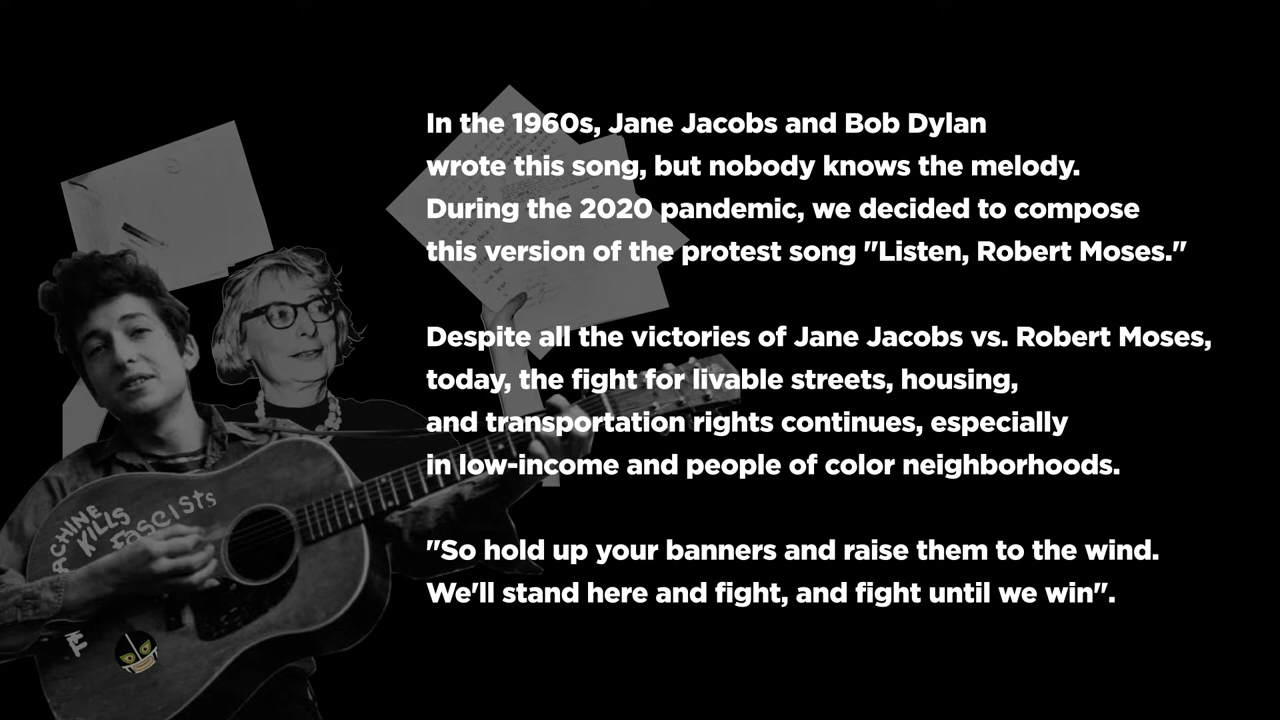 In the 1960s, Jane Jacobs and Bob Dylan
wrote this song, but nobody knows the melody.
During the 2020 pandemic, we decided to compose
this version of the protest song "Listen, Robert Moses."
Despite all the victories of Jane Jacobs vs. Robert Moses,
today, the fight for livable streets, housing,
and transportation rights continues, especially
in low-income and people of color neighborhoods.
"So hold up your banners and raise them to the wind.
We'll stand here and fight, and fight until we win".
ACHINE
KILLS
Fascists